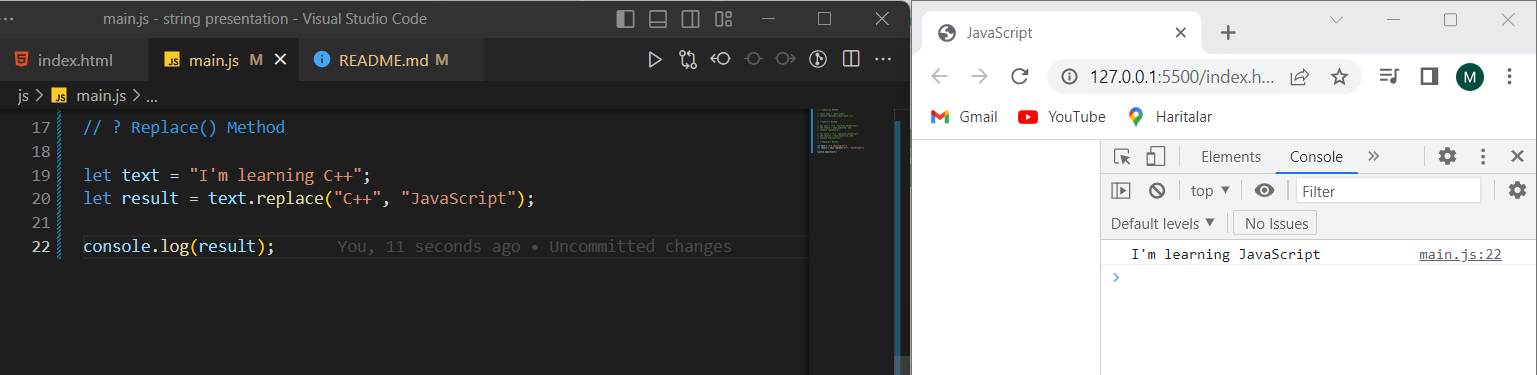 main.js - string presentation - Visual Studio Code
index.html
main.js M
README.md M
js > main.js > ...
17 // ? Replace() Method
18
19 let text = "I'm learning C++";
20 let result = text.replace("C++", "JavaScript");
21
22 console.log(result); You, 11 seconds ago • Uncommitted changes
JavaScript
127.0.0.1:5500/index.h...
M
Gmail YouTube Haritalar
Elements Console
top Filter
Default levels No Issues
I'm learning JavaScript main.js:22